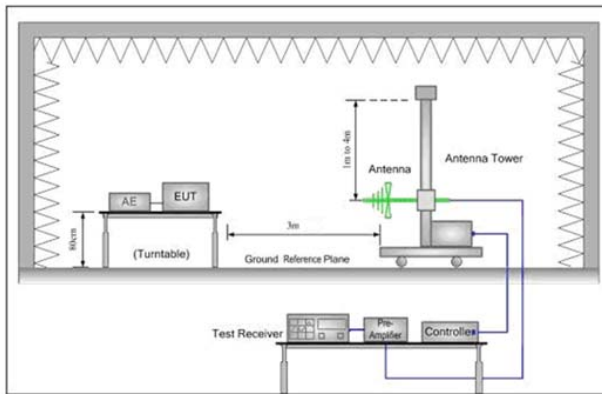 1m to 4m
Antenna
Antenna Tower
AE
EUT
80cm
(Turntable)
3m
Ground Reference Plane
Test Receiver
Pre-
Amplifier
Controller